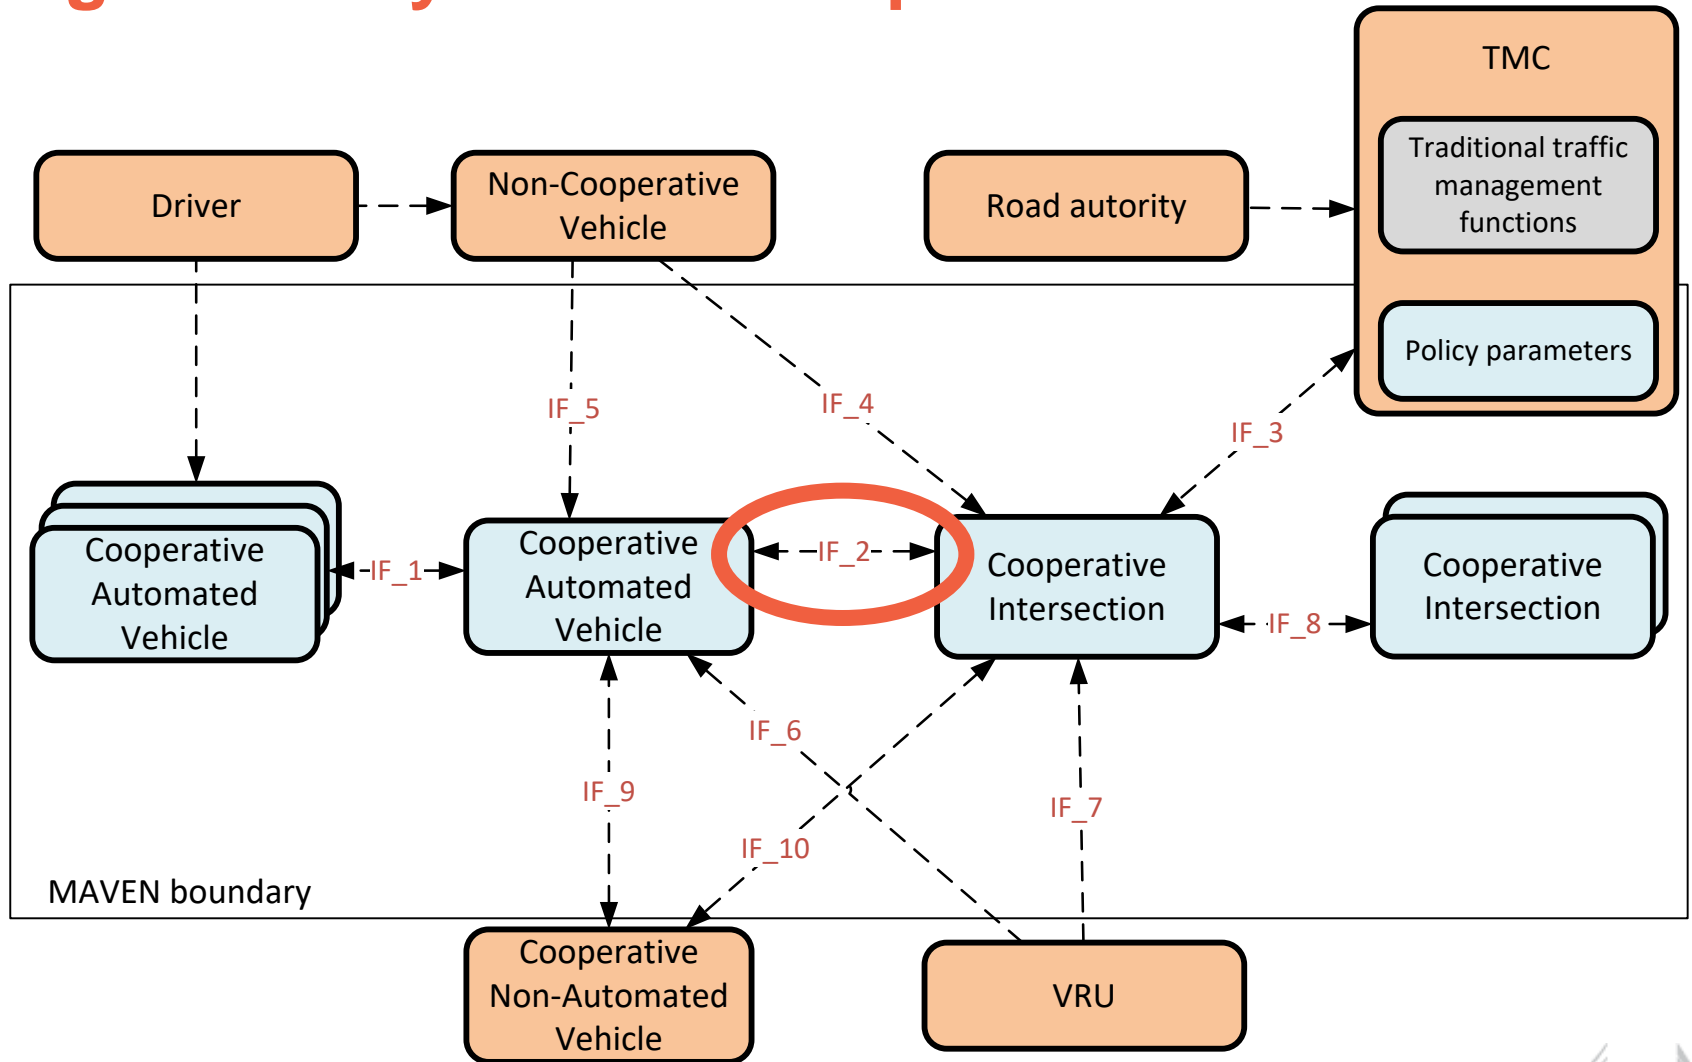 TMC
Traditional traffic
management
functions
Driver
Non-Cooperative
Vehicle
Road autority
Policy parameters
IF_5
IF_4
IF_3
Cooperative
Automated
Vehicle
IF_1
Cooperative
Automated
Vehicle
IF_2
Cooperative
Intersection
IF_8
Cooperative
Intersection
IF_6
IF_9
IF_7
IF_10
MAVEN boundary
Cooperative
Non-Automated
Vehicle
VRU